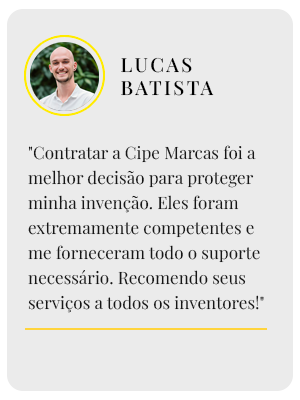 LUCAS
BATISTA
"Contratar a Cipe Marcas foi a
melhor decisão para proteger
minha invenção. Eles foram
extremamente competentes e
me forneceram todo o suporte
necessário. Recomendo seus
serviços a todos os inventores!"